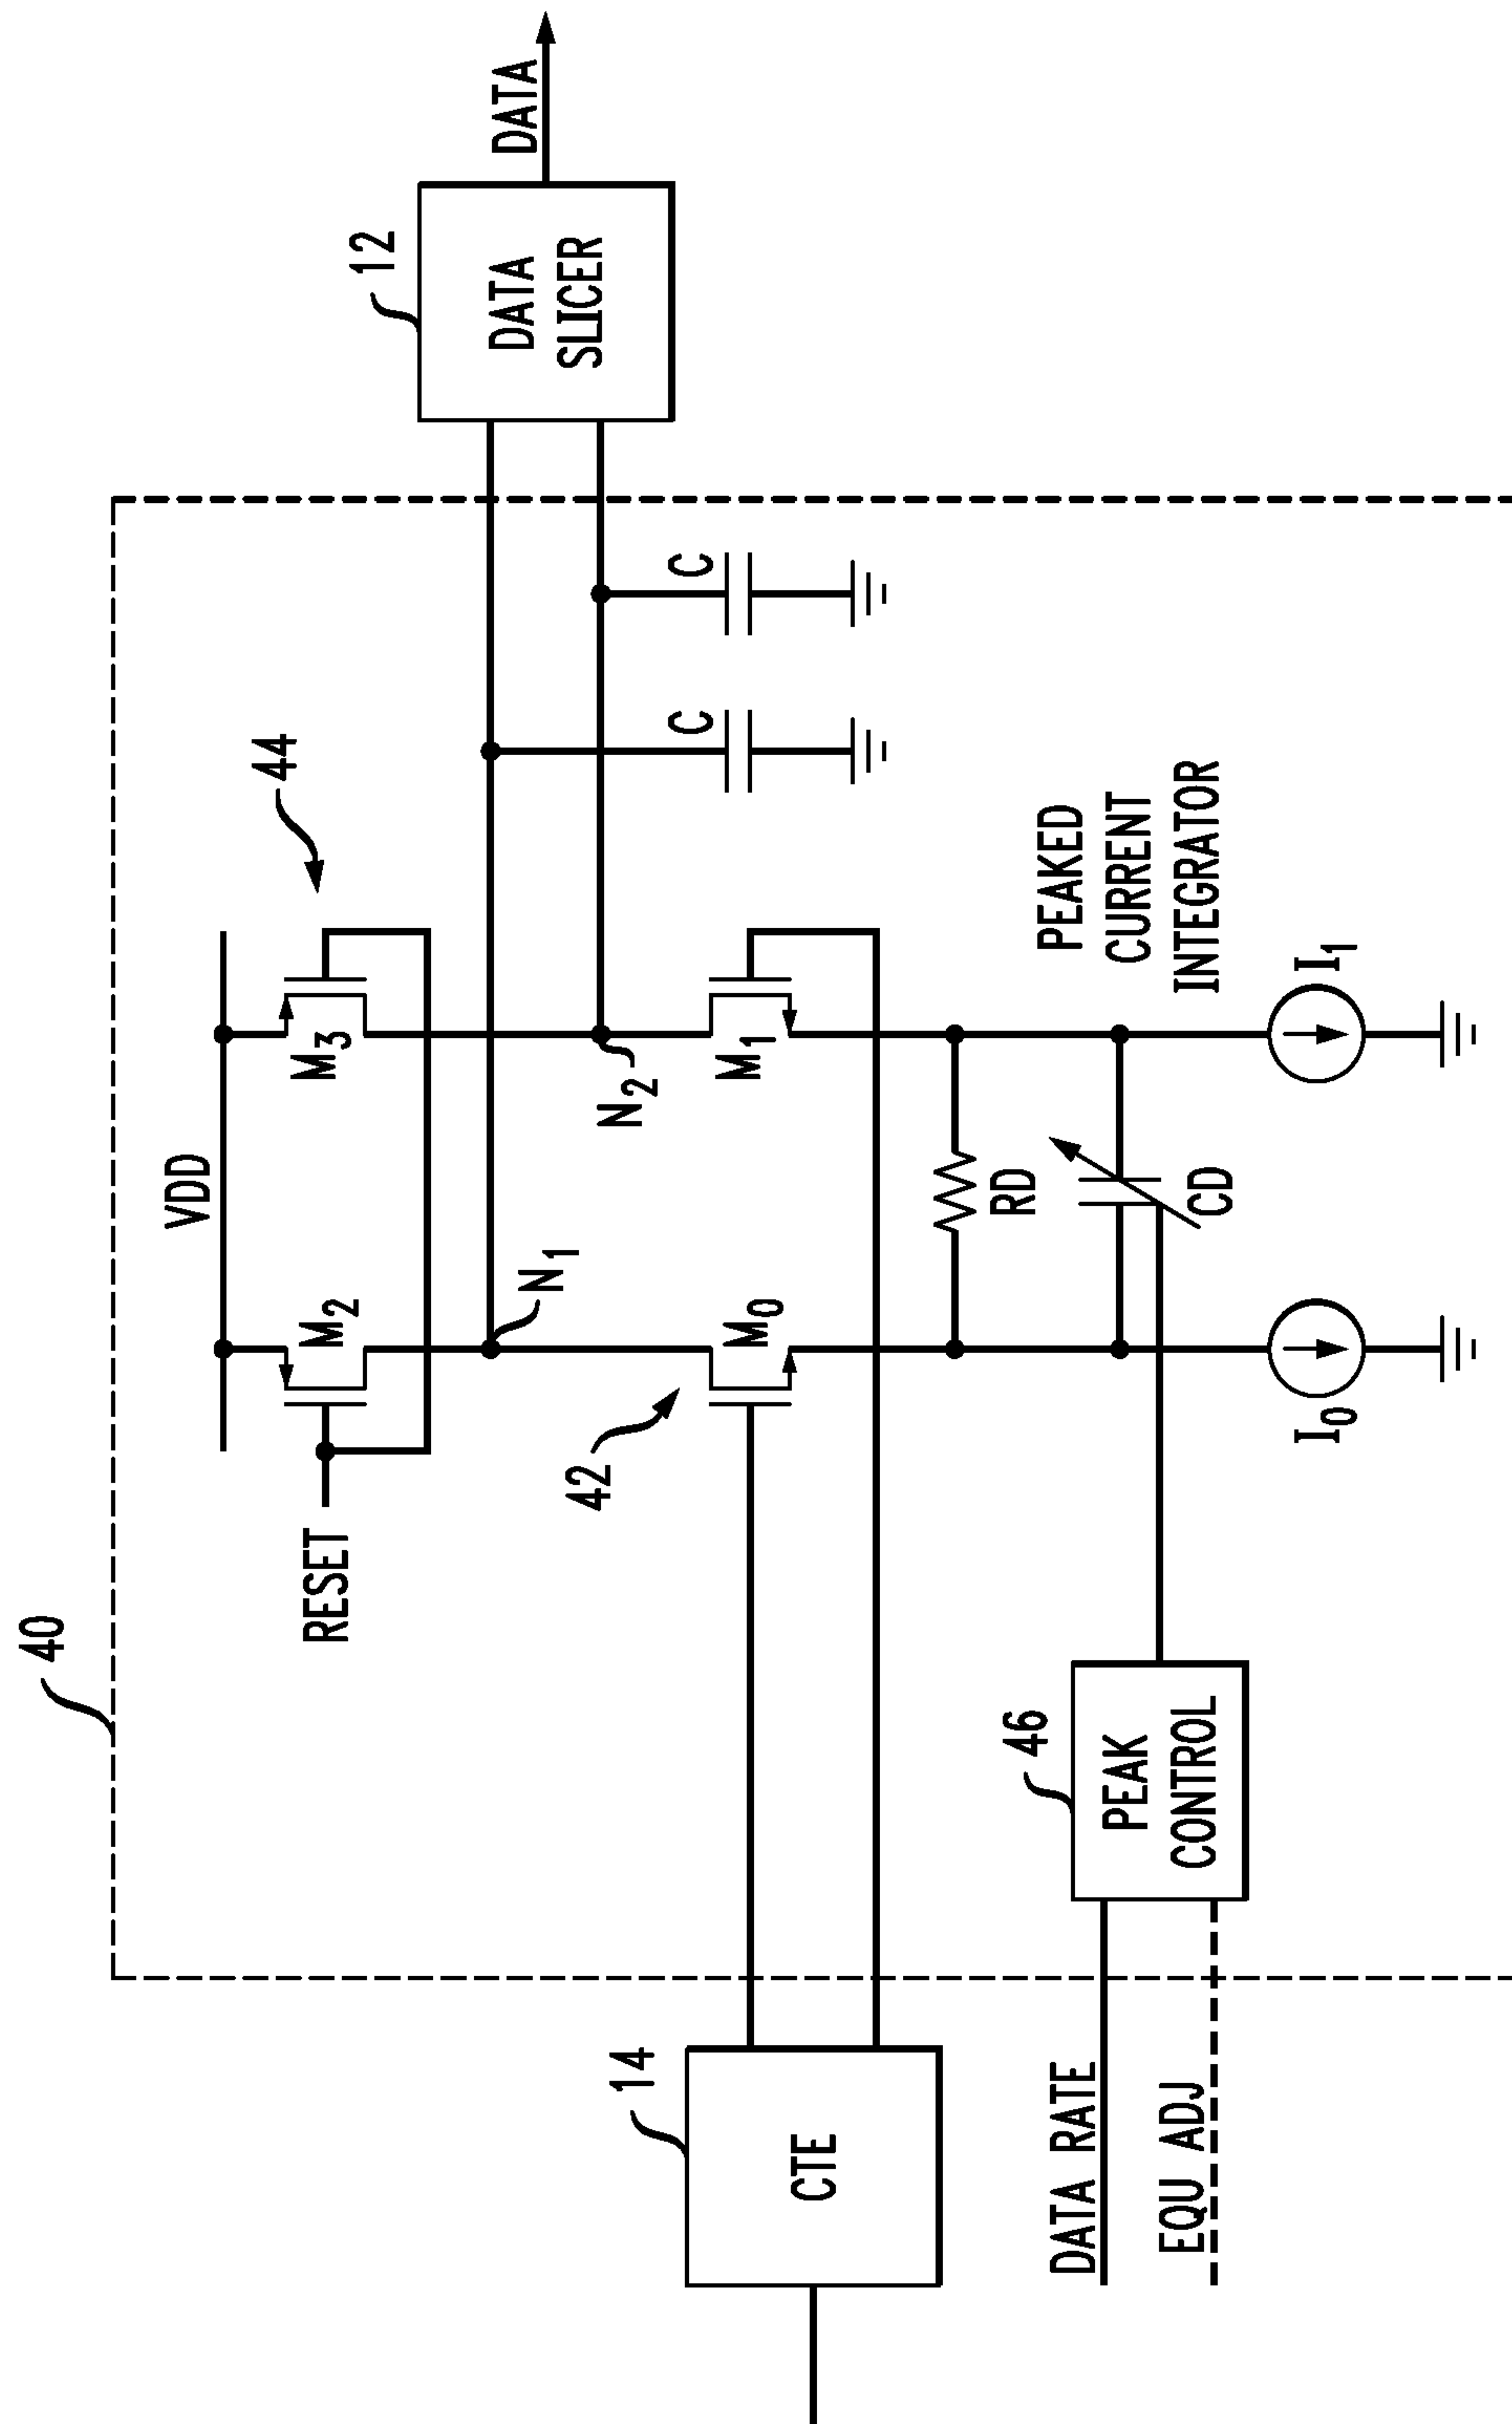 40
VDD
44
RESET
M2
M3
12
DATA
SLICER
DATA
N1
N2
42
M0
M1
C
C
14
CTE
RD
PEAKED
CURRENT
INTEGRATOR
46
PEAK
CONTROL
CD
DATA RATE
EQU ADJ
I0
I1